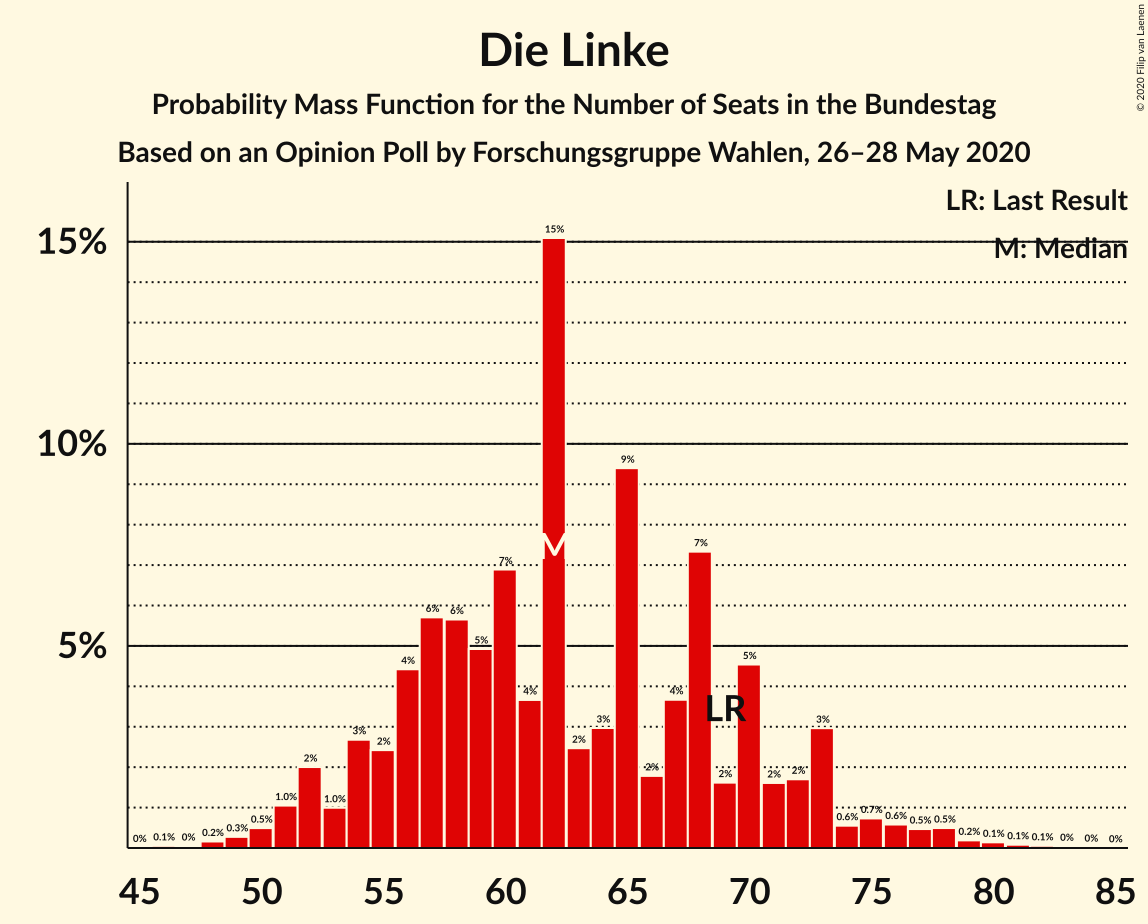 Die Linke
Probability Mass Function for the Number of Seats in the Bundestag
Based on an Opinion Poll by Forschungsgruppe Wahlen, 26–28 May 2020
© 2020 Filip van Laenen
LR: Last Result
M: Median
15%
10%
5%
0% 0.1% 0% 0.2% 0.3% 0.5% 1.0% 2% 1.0% 3% 2% 4% 6% 6% 5% 7% 4% 15% 2% 3% 9% 2% 4% 7% 2% 5% 2% 2% 3% 0.6% 0.7% 0.6% 0.5% 0.5% 0.2% 0.1% 0.1% 0.1% 0% 0% 0%
M
LR
45 50 55 60 65 70 75 80 85